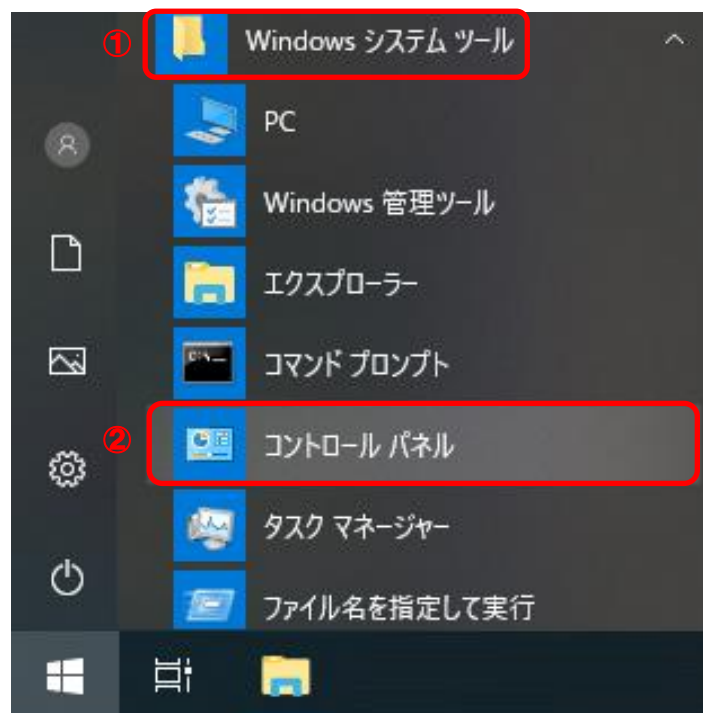 ① Windows システム ツール
PC
Windows 管理ツール
エクスプローラー
コマンド プロンプト
② コントロール パネル
タスク マネージャー
ファイル名を指定して実行